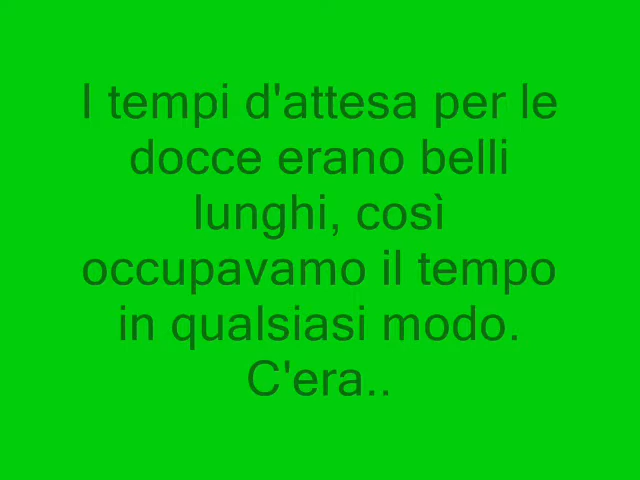 I tempi d'attesa per le
docce erano belli
lunghi, così
occupavamo il tempo
in qualsiasi modo.
C'era..